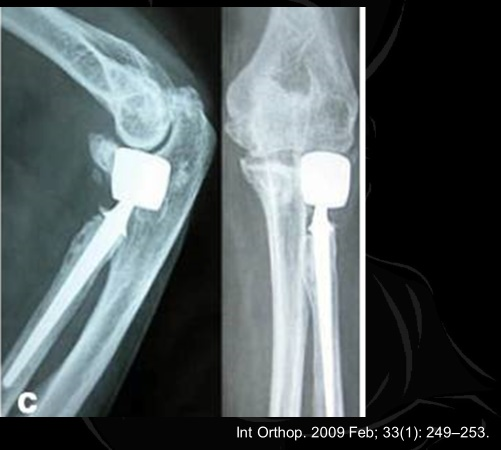 C
Int Orthop. 2009 Feb; 33(1): 249–253.